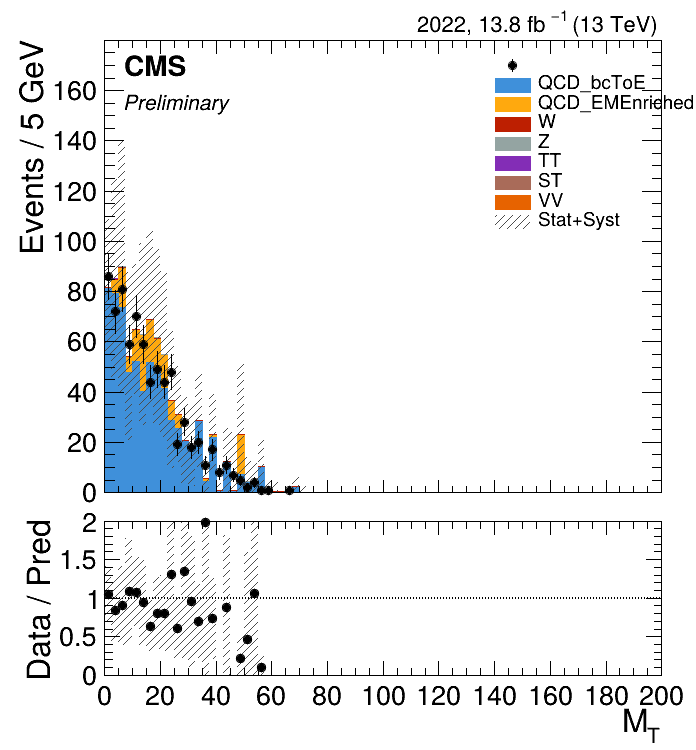 2022, 13.8 fb⁻¹ (13 TeV)
CMS
Preliminary
QCD_bcToE
QCD_EMEnriched
W
Z
TT
ST
VV
Stat+Syst
Events / 5 GeV
160
140
120
100
80
60
40
20
0
Data / Pred
2
1.5
1
0.5
0
0 20 40 60 80 100 120 140 160 180 200
M_T